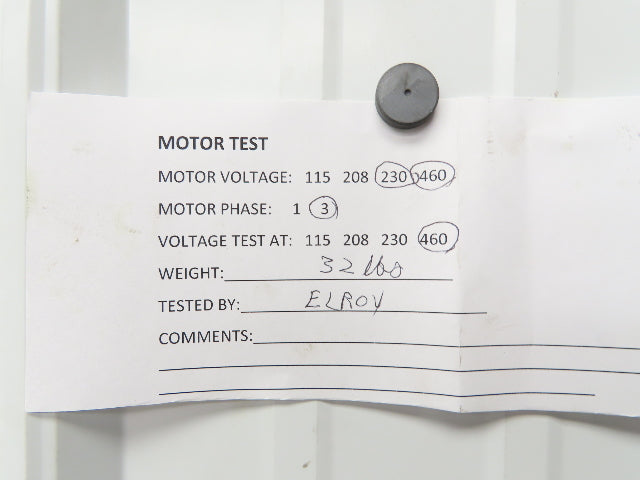 MOTOR TEST
MOTOR VOLTAGE: 115 208 230 460
MOTOR PHASE: 1 3
VOLTAGE TEST AT: 115 208 230 460
WEIGHT: 32 lbs
TESTED BY: ELROY
COMMENTS: